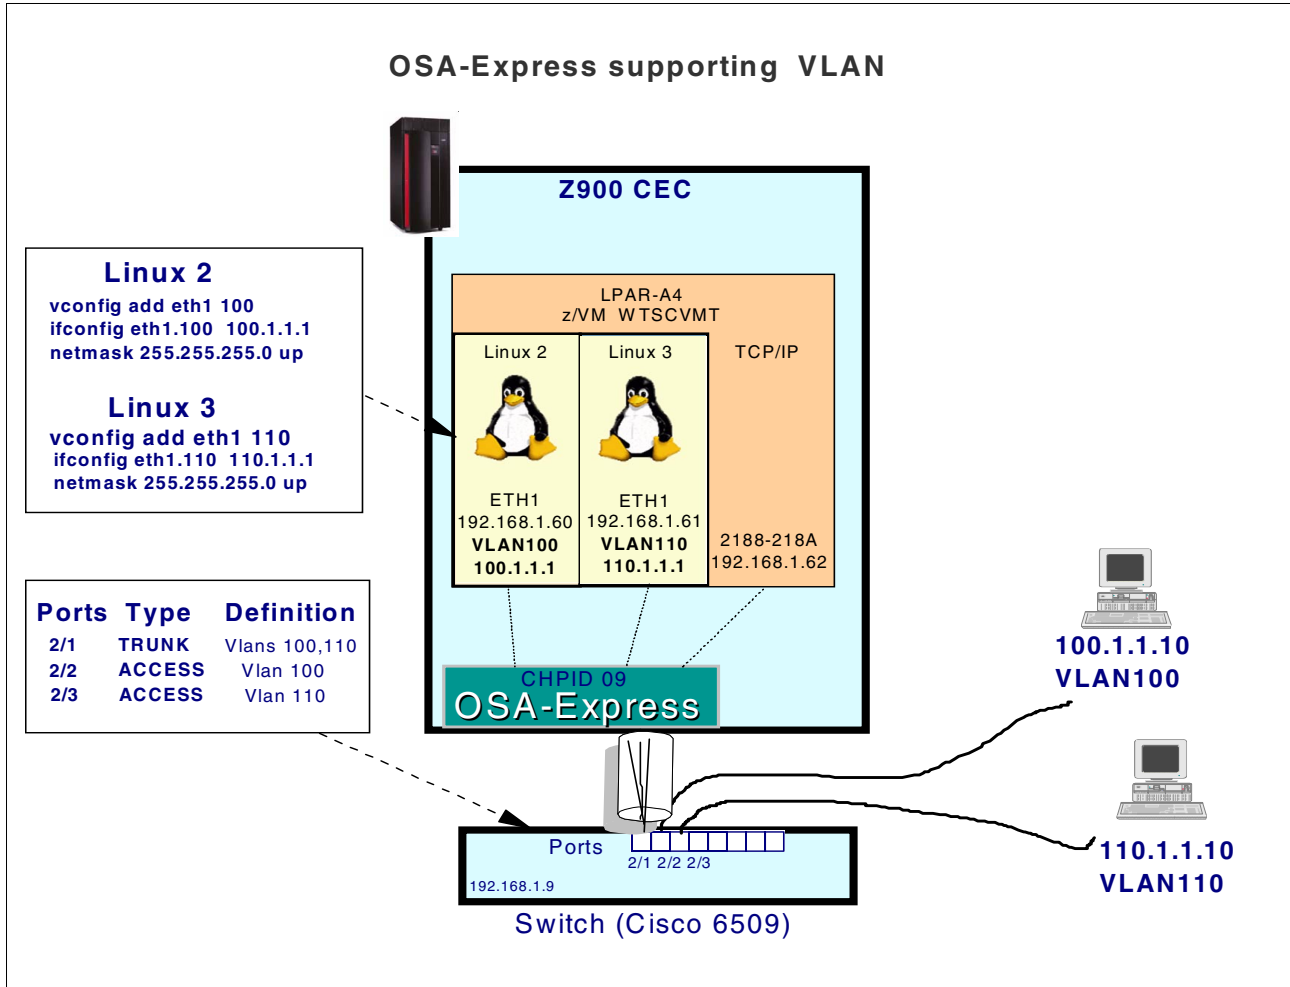 OSA-Express supporting VLAN
Z900 CEC
Linux 2
vconfig add eth1 100
ifconfig eth1.100 100.1.1.1
netmask 255.255.255.0 up
Linux 3
vconfig add eth1 110
ifconfig eth1.110 110.1.1.1
netmask 255.255.255.0 up
LPAR-A4
z/VM WTSCVMT
Linux 2
Linux 3
TCP/IP
ETH1
192.168.1.60
VLAN100
100.1.1.1
ETH1
192.168.1.61
VLAN110
110.1.1.1
2188-218A
192.168.1.62
Ports Type Definition
2/1 TRUNK Vlans 100,110
2/2 ACCESS Vlan 100
2/3 ACCESS Vlan 110
CHPID 09
OSA-Express
100.1.1.10
VLAN100
110.1.1.10
VLAN110
Ports
2/1 2/2 2/3
192.168.1.9
Switch (Cisco 6509)